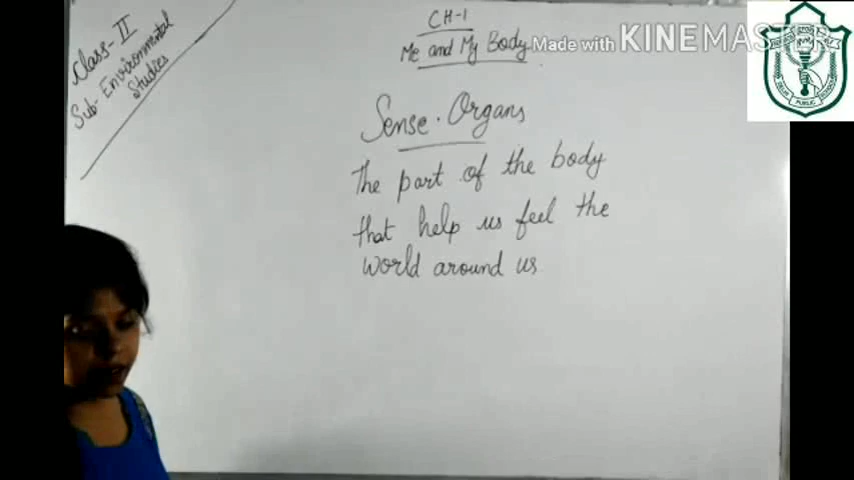 Class-II
Sub-Environmental
Studies
CH-1
Me and My Body
Made with KINEMASTER
Sense.Organs
The part of the body
that help us feel the
world around us